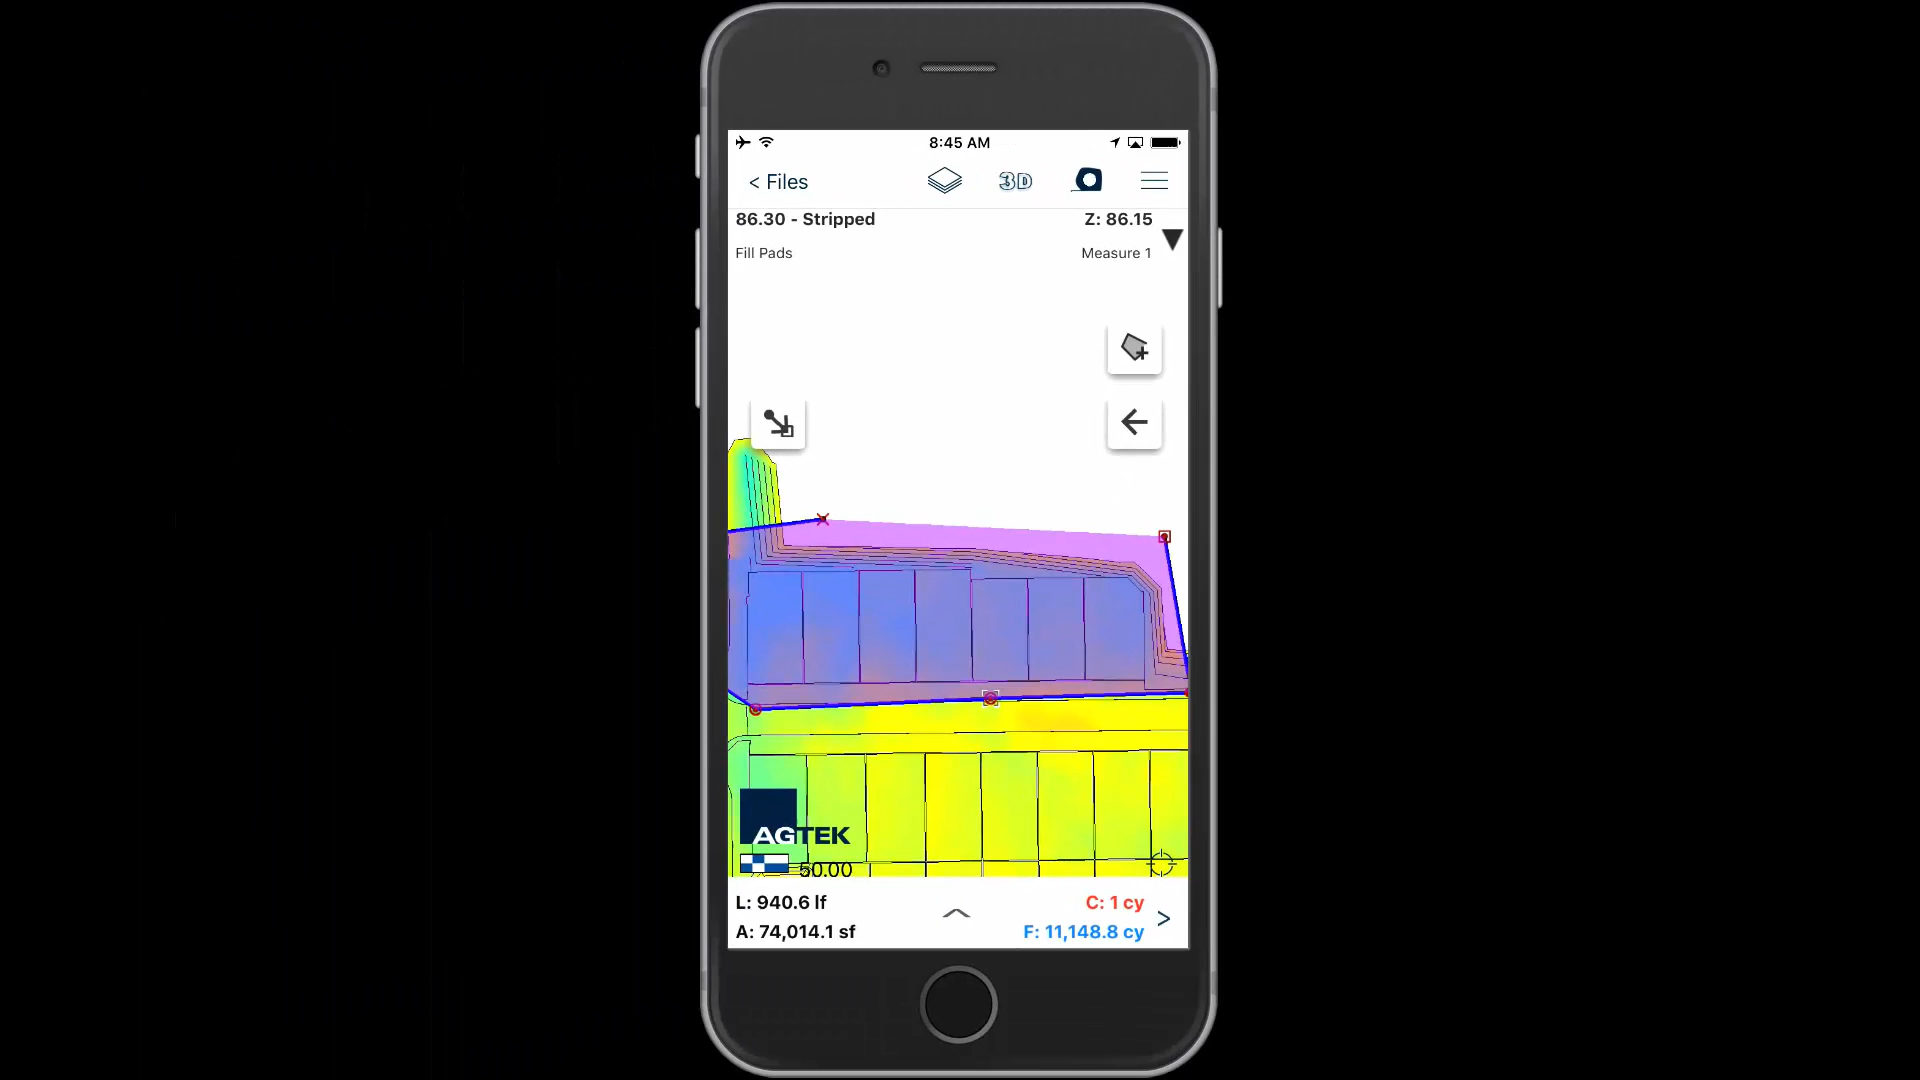 8:45 AM
< Files
3D
86.30 - Stripped
Z: 86.15
Fill Pads
Measure 1
AGTEK
50.00
L: 940.6 lf
C: 1 cy
A: 74,014.1 sf
F: 11,148.8 cy